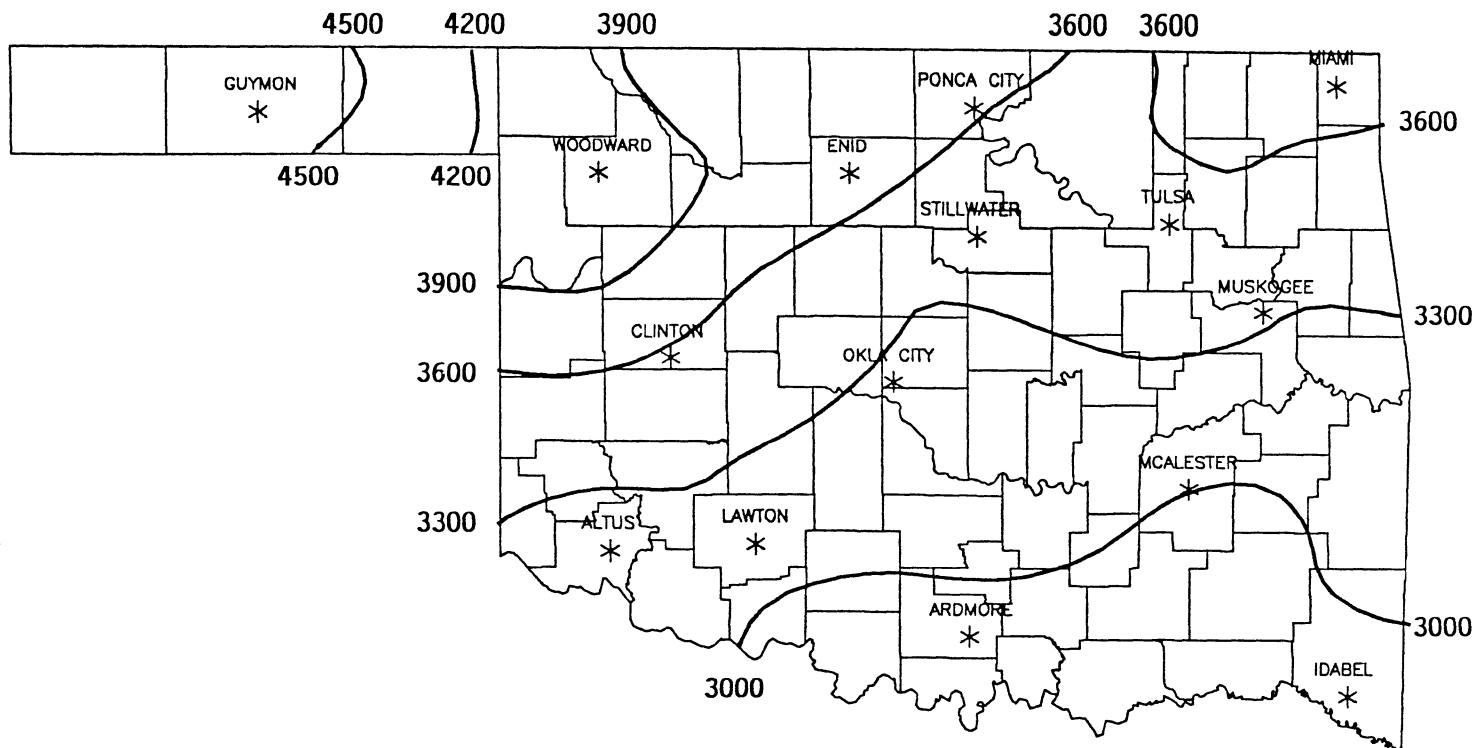 4500 4200 3900 3600 3600
MIAMI
GUYMON
PONCA CITY
3600
WOODWARD
ENID
4500 4200
TULSA
STILLWATER
3900
MUSKOGEE
3300
CLINTON
OKLA CITY
3600
MCALESTER
3300
ALTUS
LAWTON
ARDMORE
3000
IDABEL
3000